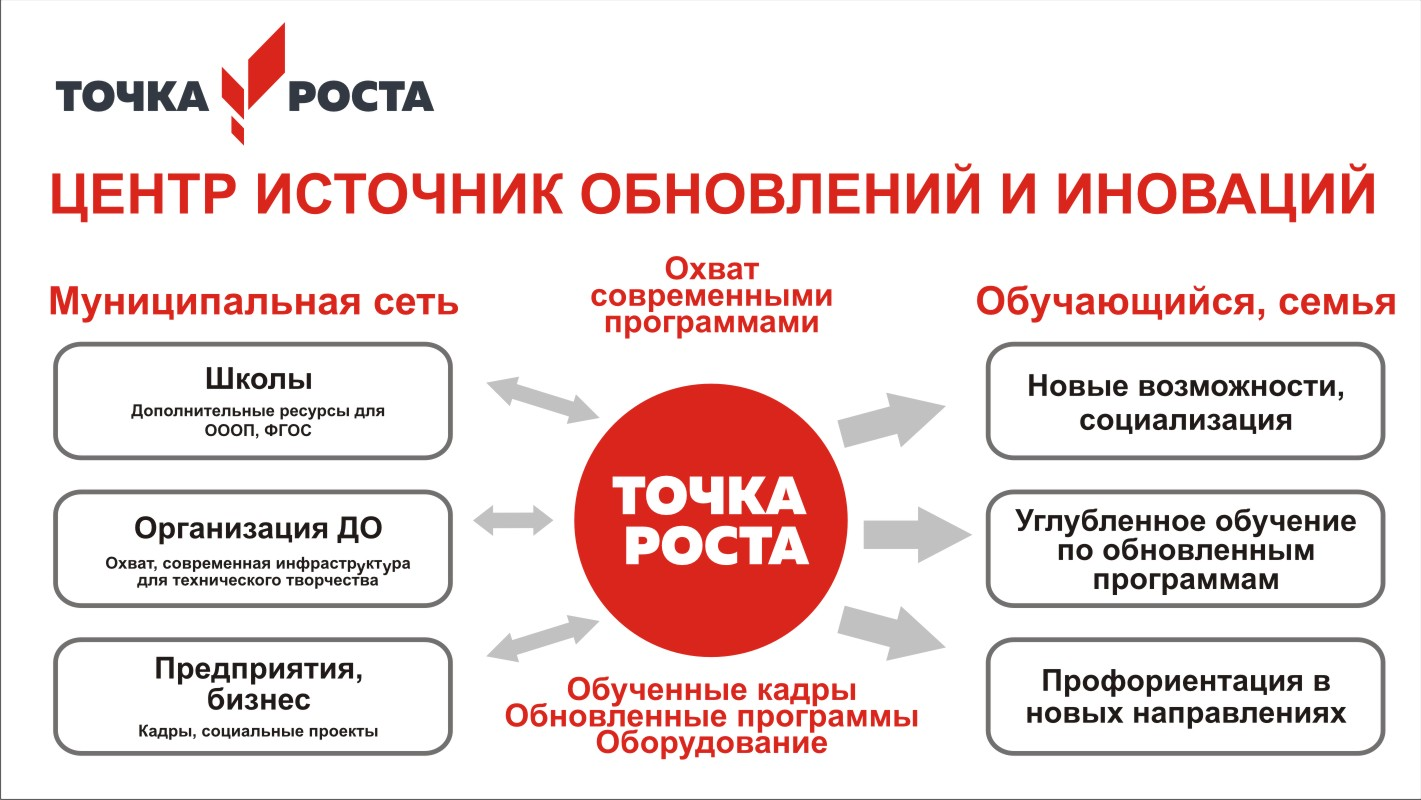 ТОЧКА РОСТА
ЦЕНТР ИСТОЧНИК ОБНОВЛЕНИЙ И ИНОВАЦИЙ
Муниципальная сеть
Школы
Дополнительные ресурсы для
ОООП, ФГОС
Организация ДО
Охват, современная инфраструктура
для технического творчества
Предприятия,
бизнес
Кадры, социальные проекты
Охват
современными
программами
ТОЧКА
РОСТА
Обученные кадры
Обновленные программы
Оборудование
Обучающийся, семья
Новые возможности,
социализация
Углубленное обучение
по обновленным
программам
Профориентация в
новых направлениях